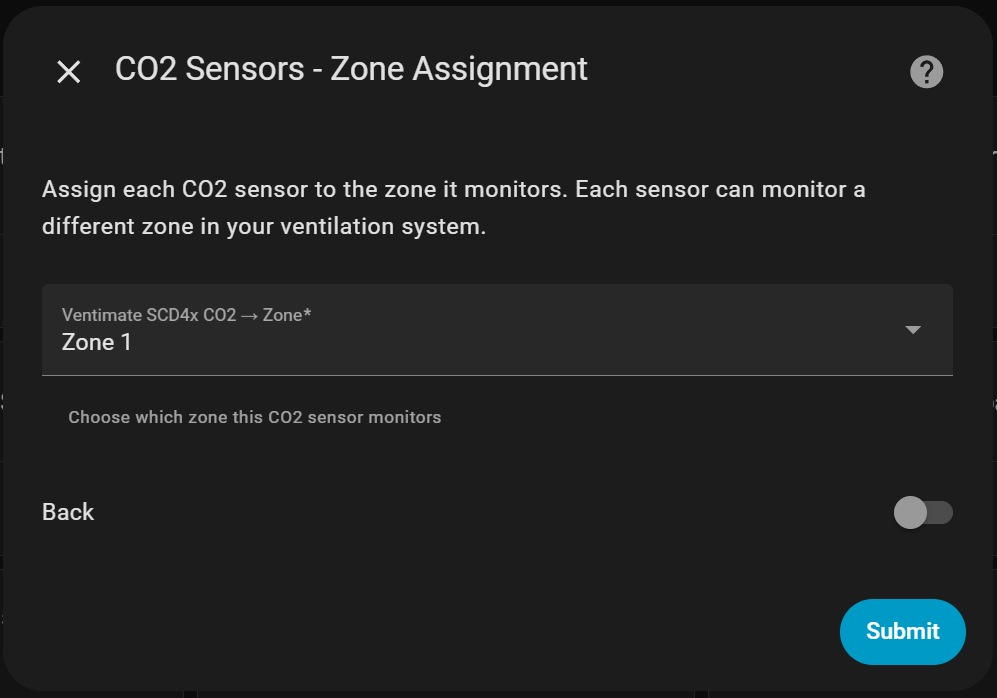 CO2 Sensors - Zone Assignment
Assign each CO2 sensor to the zone it monitors. Each sensor can monitor a
different zone in your ventilation system.
Ventimate SCD4x CO2 → Zone*
Zone 1
Choose which zone this CO2 sensor monitors
Back
Submit